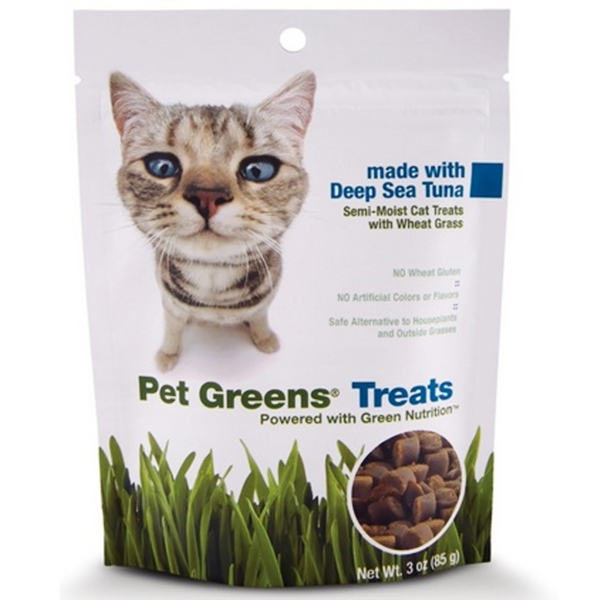 made with
Deep Sea Tuna
Semi-Moist Cat Treats
with Wheat Grass
NO Wheat Gluten
::
NO Artificial Colors or Flavors
::
Safe Alternative to Houseplants
and Outside Grasses
Pet Greens® Treats
Powered with Green Nutrition™
Net Wt. 3 oz (85 g)